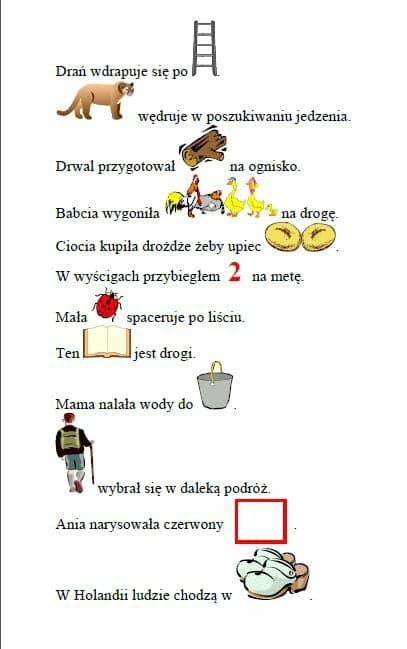 Drań wdrapuje się po .
wędruje w poszukiwaniu jedzenia.
Drwal przygotował na ognisko.
Babcia wygoniła na drogę.
Ciocia kupiła drożdże żeby upiec .
W wyścigach przybiegłem 2 na metę.
Mała spaceruje po liściu.
Ten jest drogi.
Mama nalała wody do .
wybrał się w daleką podróż.
Ania narysowała czerwony .
W Holandii ludzie chodzą w .